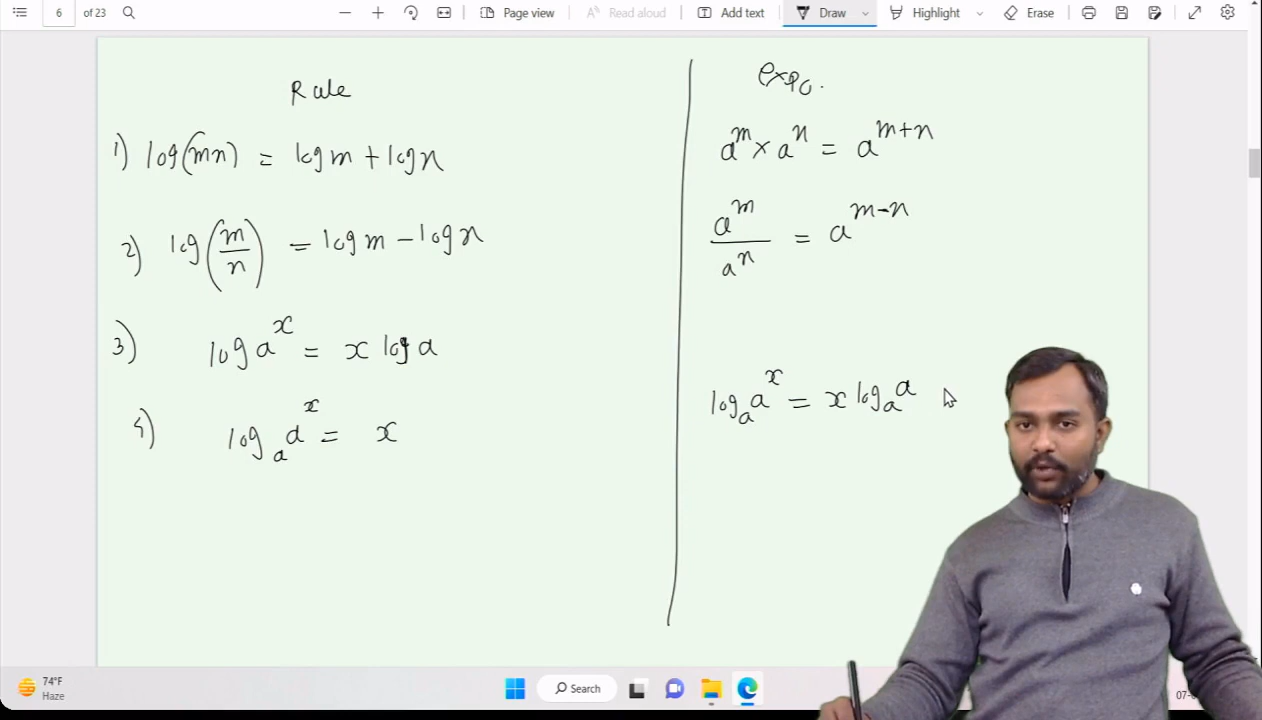 6 of 23 Page view Read aloud Add text Draw Highlight Erase
Rule
1) log(mn) = log m + log n
2) log(m/n) = log m - log n
3) log a^x = x log a
4) log_a a^x = x
expo.
a^m × a^n = a^(m+n)
a^m / a^n = a^(m-n)
log_a a^x = x log_a a
74°F
Haze
Search